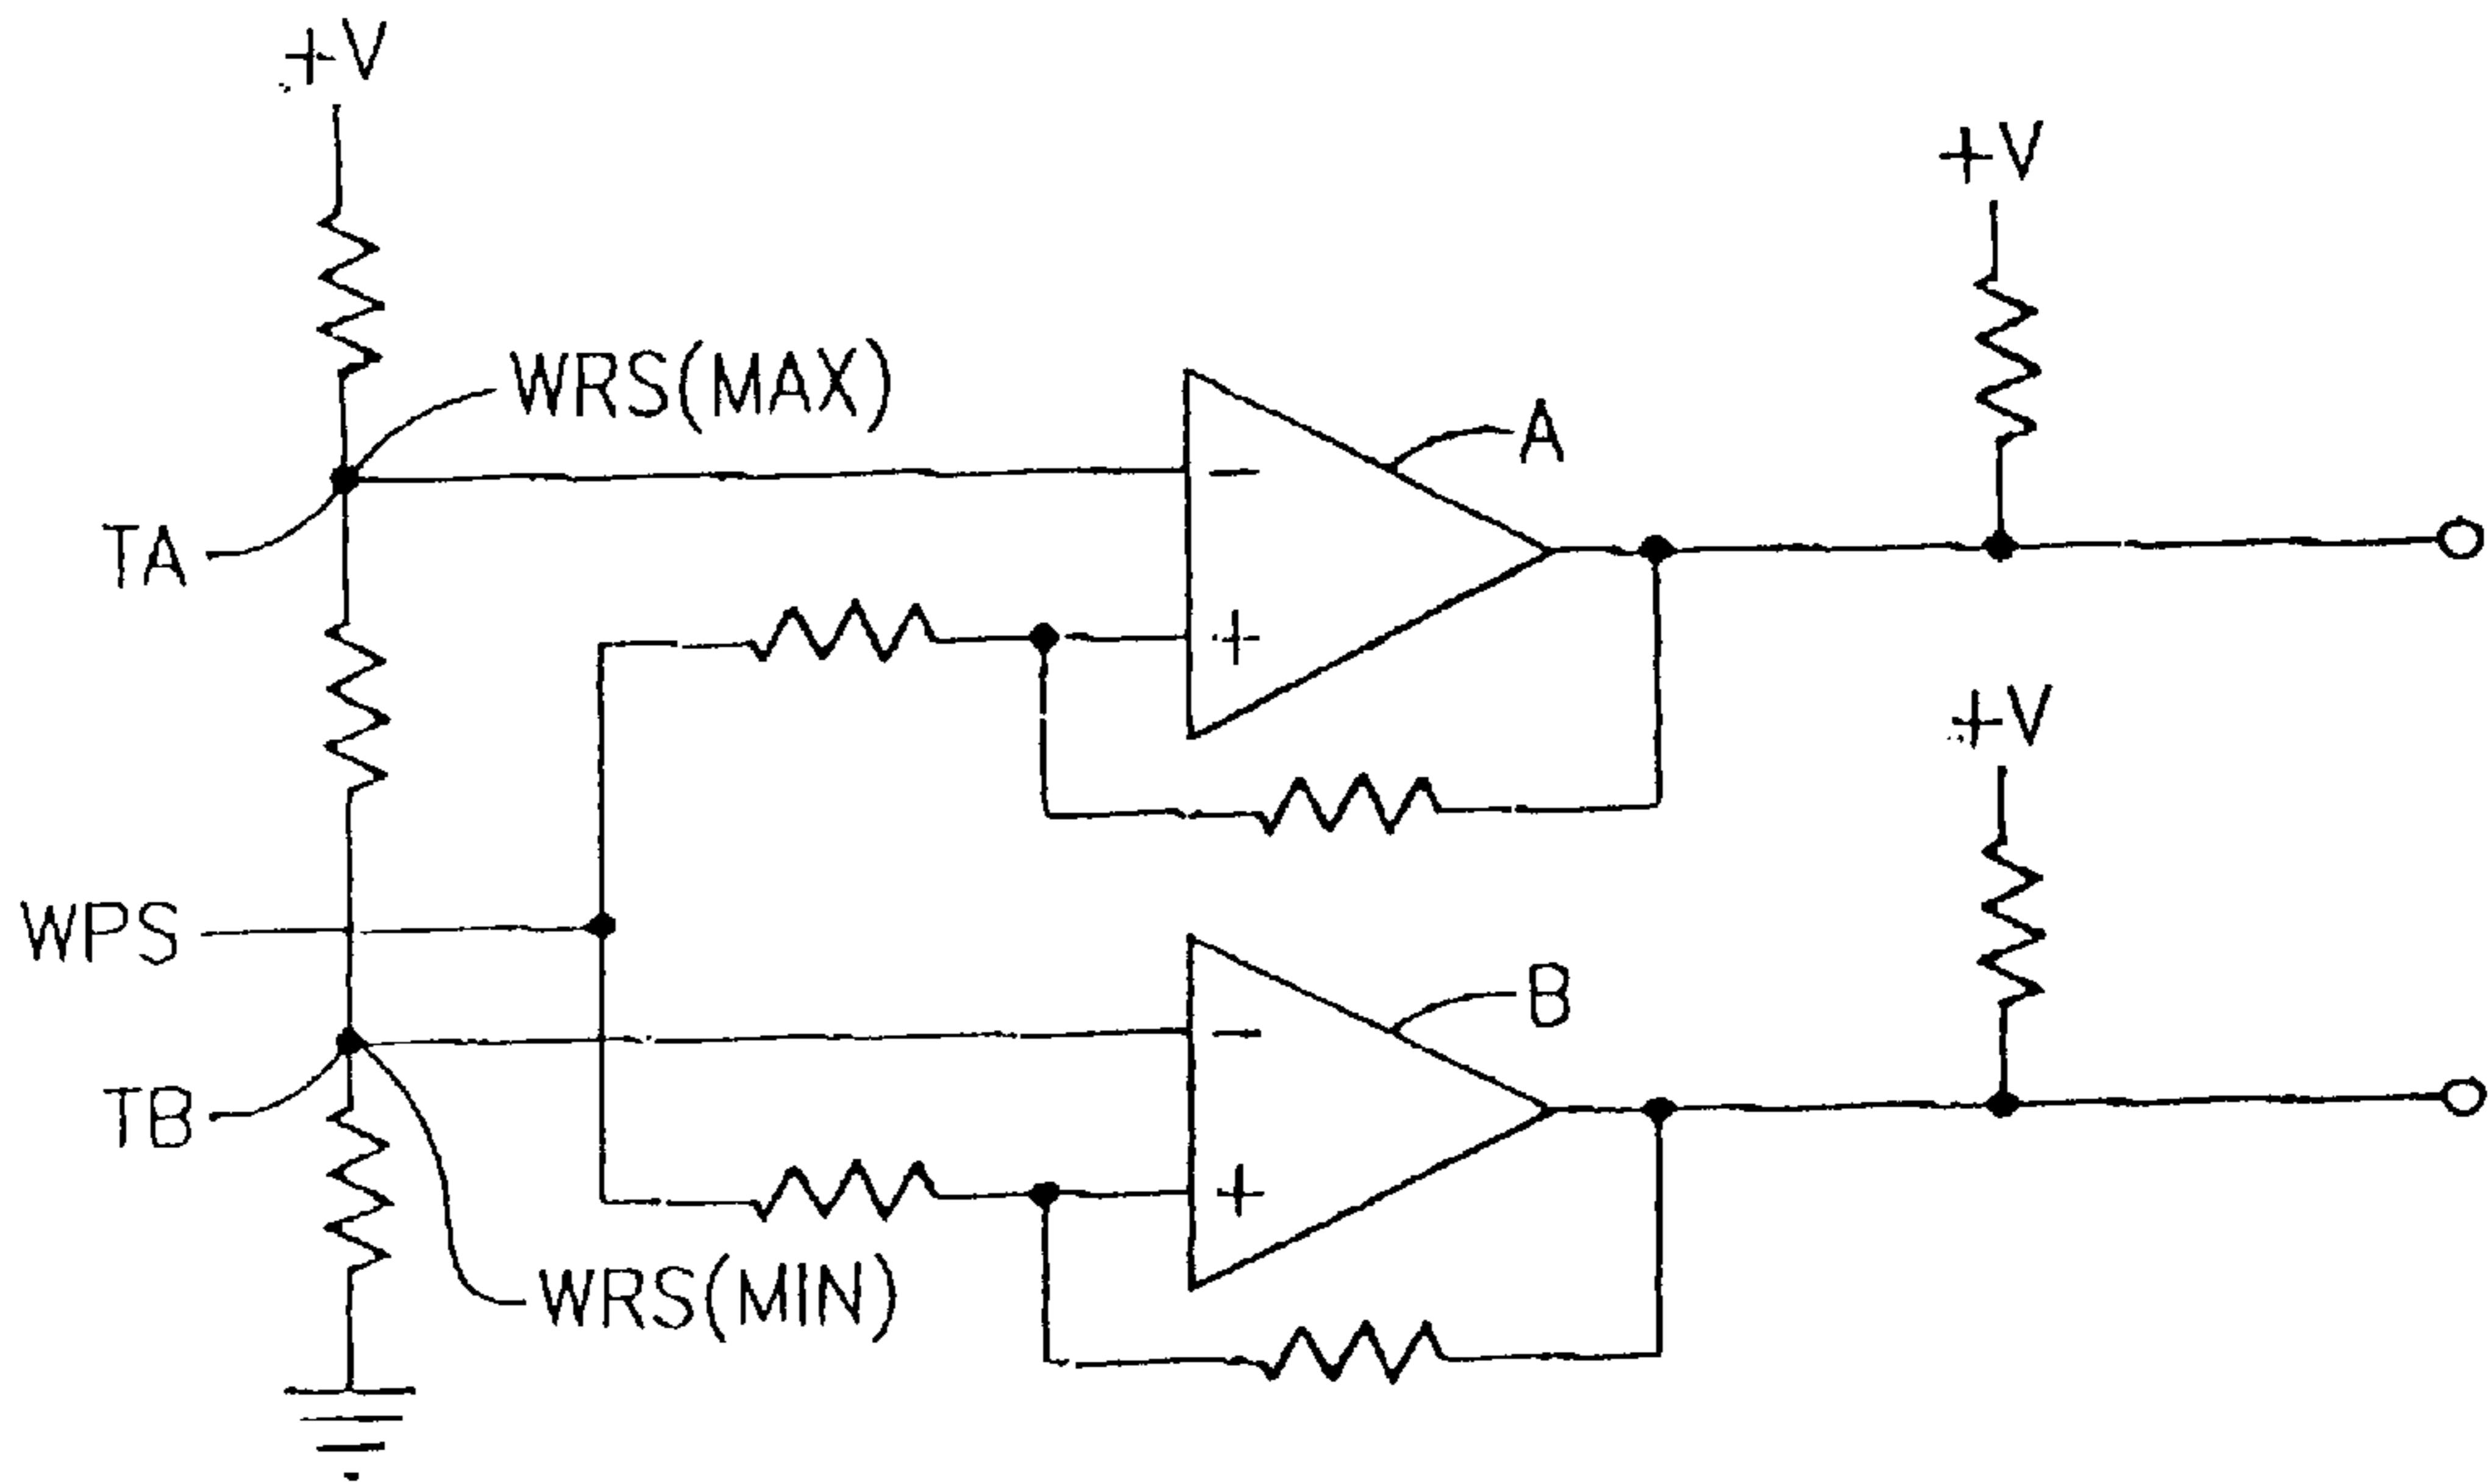 +V
+V
WRS(MAX)
A
−
TA
+
+V
WPS
B
−
TB
+
WRS(MIN)